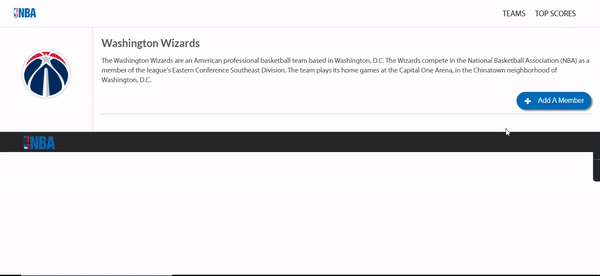 NBA
TEAMS TOP SCORES
Washington Wizards
The Washington Wizards are an American professional basketball team based in Washington, D.C. The Wizards compete in the National Basketball Association (NBA) as a
member of the league's Eastern Conference Southeast Division. The team plays its home games at the Capital One Arena, in the Chinatown neighborhood of
Washington, D.C.
+ Add A Member
NBA